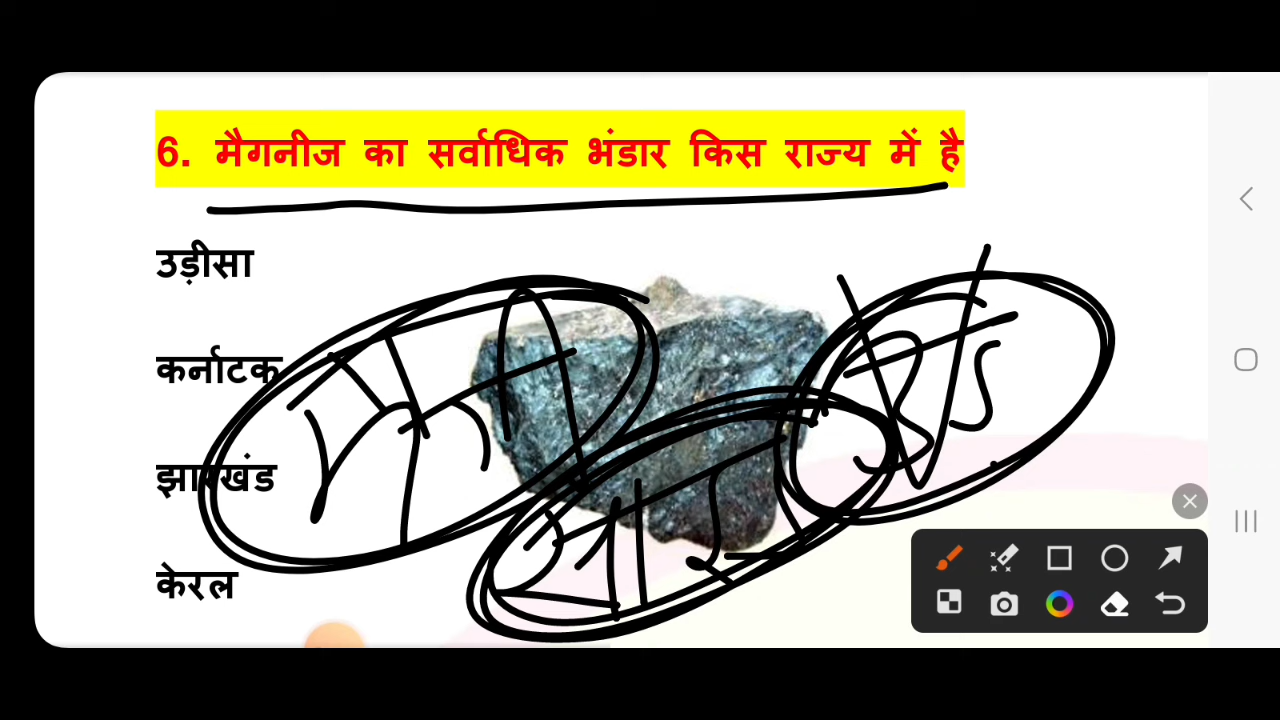 6. मैगनीज का सर्वाधिक भंडार किस राज्य में है
उड़ीसा
कर्नाटक
झारखंड
केरल